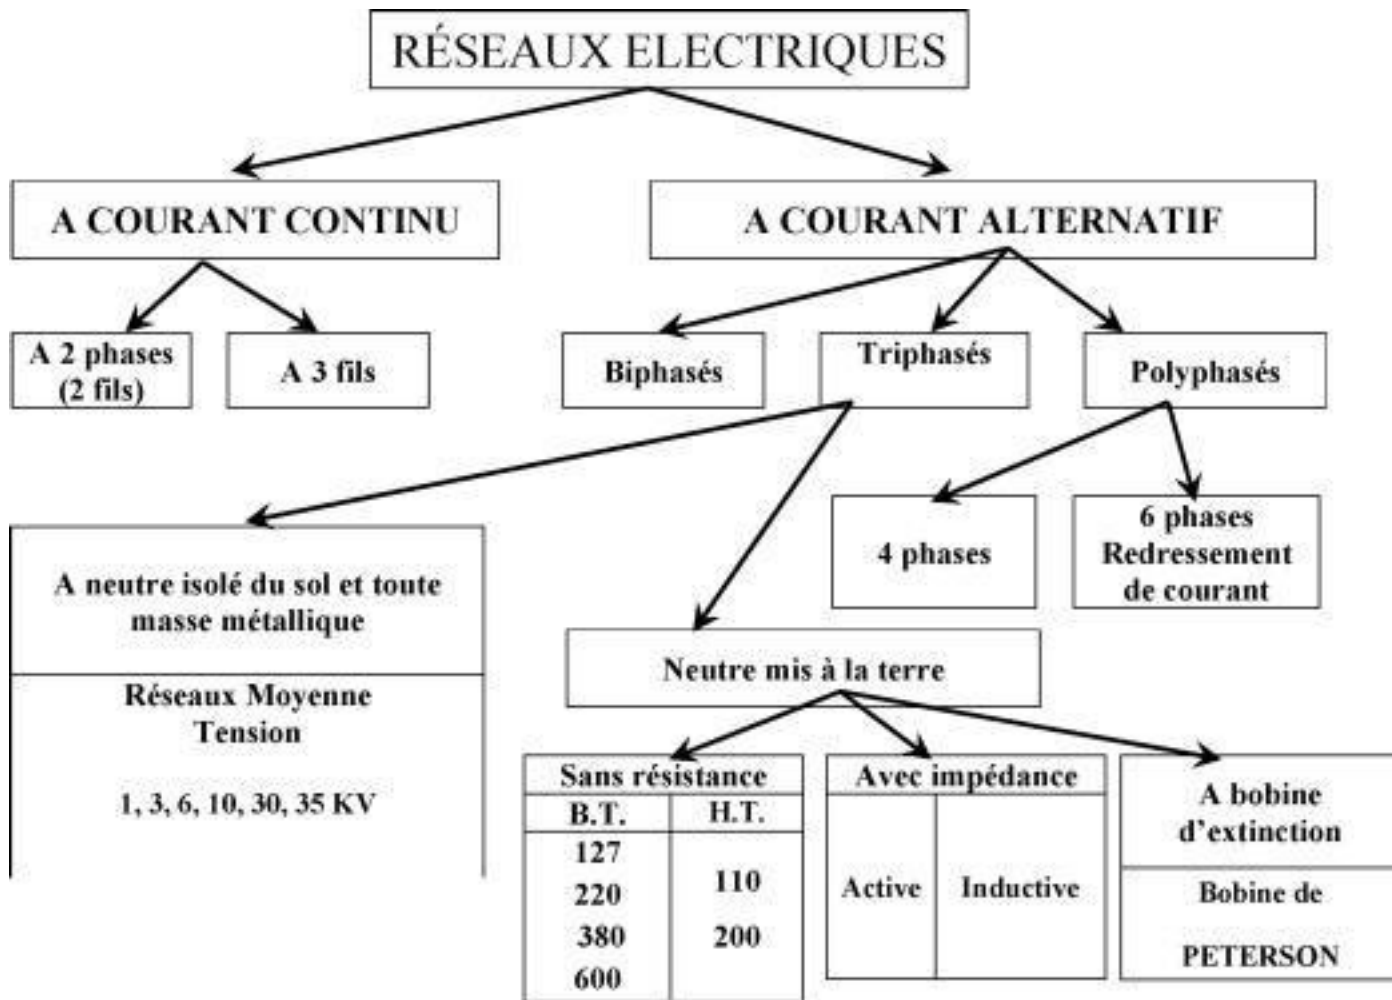 RÉSEAUX ELECTRIQUES
A COURANT CONTINU
A COURANT ALTERNATIF
A 2 phases
(2 fils)
A 3 fils
Biphasés
Triphasés
Polyphasés
4 phases
6 phases
Redressement
de courant
A neutre isolé du sol et toute
masse métallique
Réseaux Moyenne
Tension
1, 3, 6, 10, 30, 35 KV
Neutre mis à la terre
Sans résistance
B.T.
H.T.
127
220
380
600
110
200
Avec impédance
Active
Inductive
A bobine
d’extinction
Bobine de
PETERSON